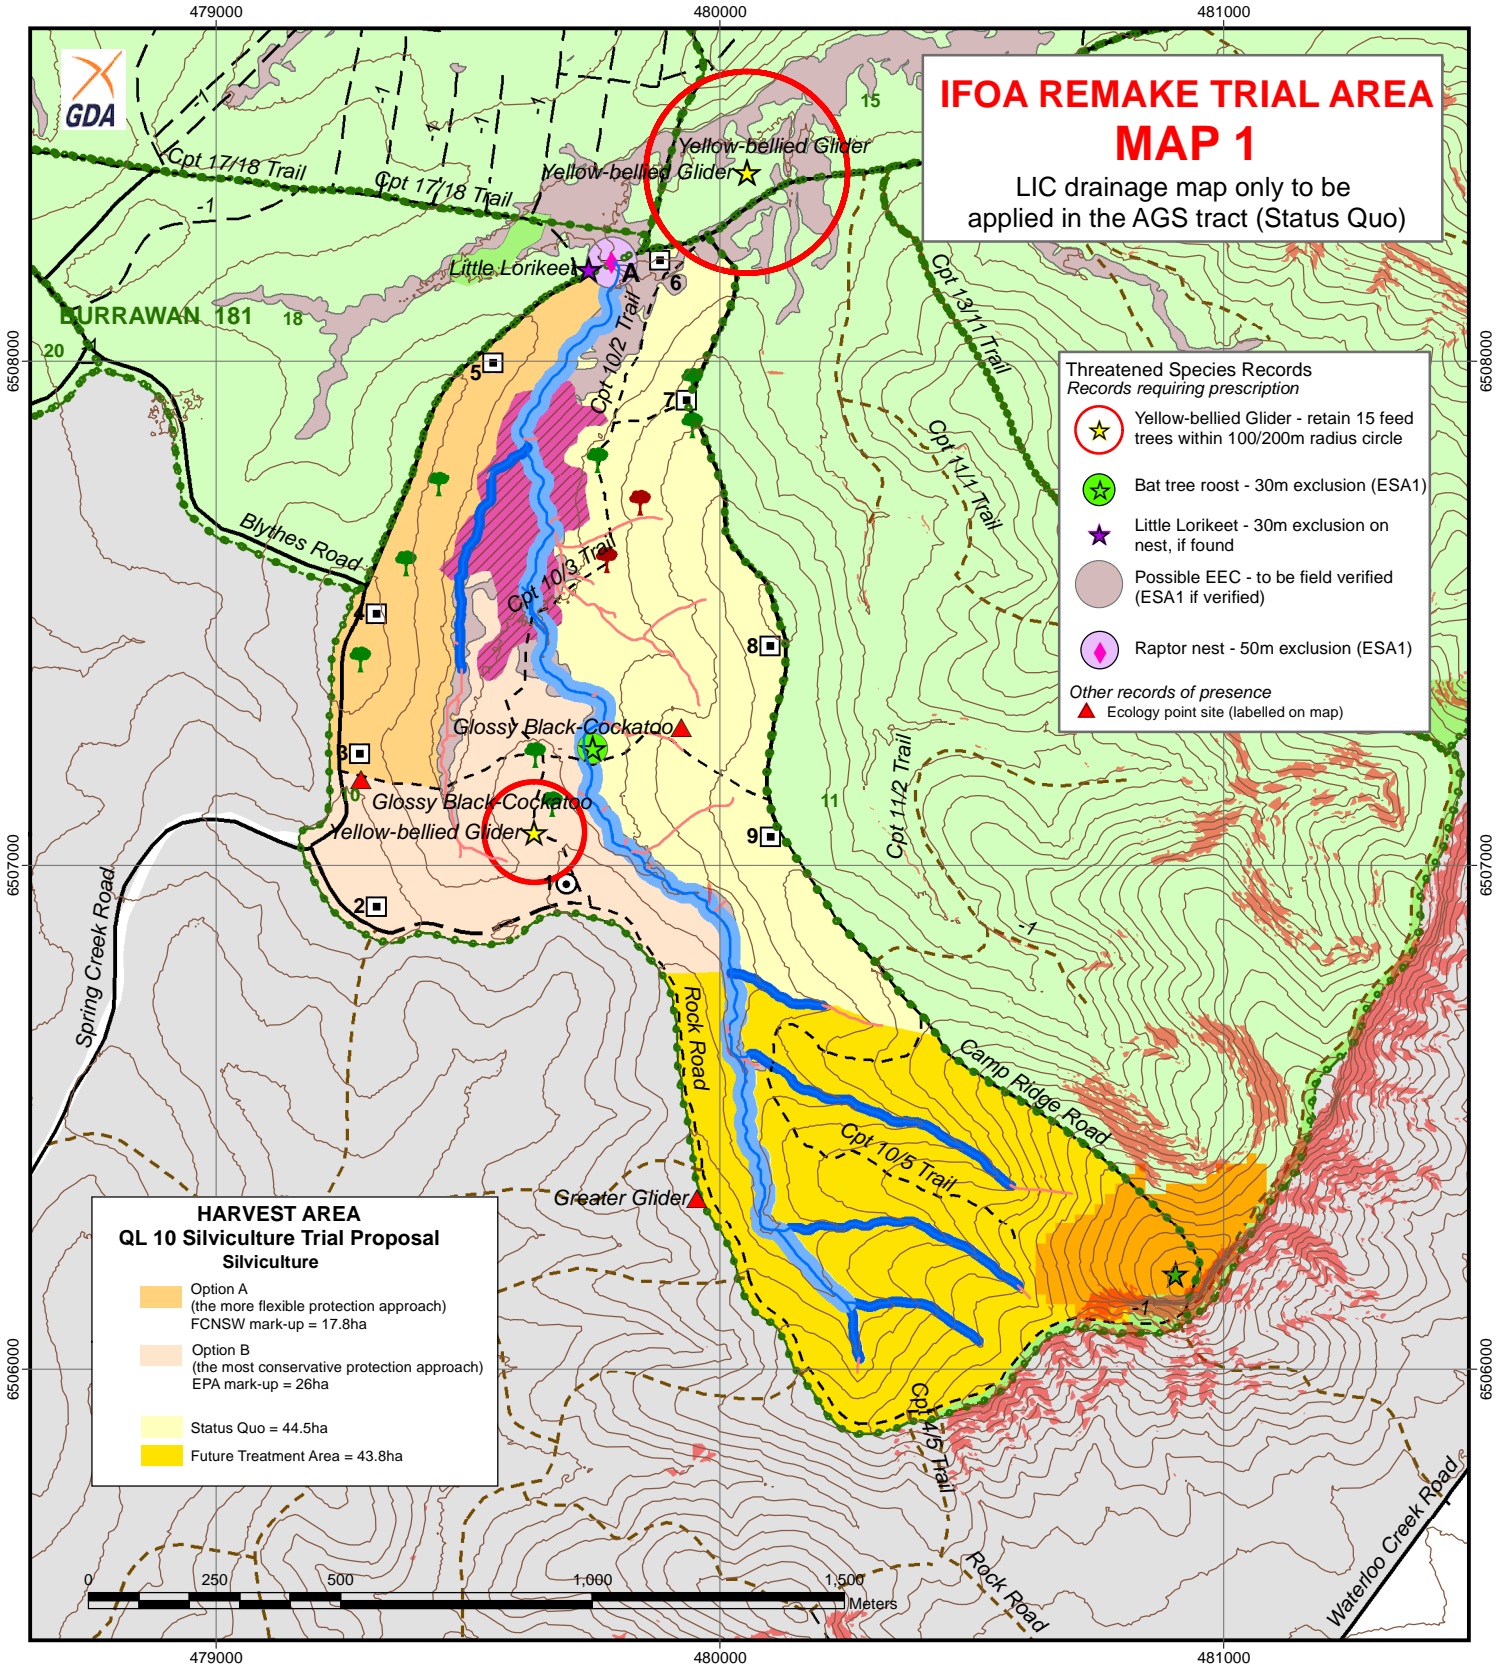 479000
480000
481000
GDA
IFOA REMAKE TRIAL AREA
MAP 1
LIC drainage map only to be
applied in the AGS tract (Status Quo)
15
-1
-1
-1
-1
-1
-1
Cpt 17/18 Trail
Cpt 17/18 Trail
Yellow-bellied Glider
Yellow-bellied Glider
Little Lorikeet
A
6
BURRAWAN 181
18
20
-1
6508000
6508000
5
7
Cpt 10/2 Trail
Cpt 13/11 Trail
Cpt 11/1 Trail
Threatened Species Records
Records requiring prescription
Yellow-bellied Glider - retain 15 feed
trees within 100/200m radius circle
Bat tree roost - 30m exclusion (ESA1)
Little Lorikeet - 30m exclusion on
nest, if found
Possible EEC - to be field verified
(ESA1 if verified)
Raptor nest - 50m exclusion (ESA1)
Other records of presence
Ecology point site (labelled on map)
Blythes Road
Cpt 10/3 Trail
4
8
Glossy Black-Cockatoo
3
10
Glossy Black-Cockatoo
11
Cpt 11/2 Trail
Yellow-bellied Glider
9
6507000
6507000
1
2
Spring Creek Road
-1
Rock Road
Camp Ridge Road
Cpt 10/5 Trail
Greater Glider
-1
HARVEST AREA
QL 10 Silviculture Trial Proposal
Silviculture
Option A
(the more flexible protection approach)
FCNSW mark-up = 17.8ha
Option B
(the most conservative protection approach)
EPA mark-up = 26ha
Status Quo = 44.5ha
Future Treatment Area = 43.8ha
6506000
6506000
Cpt 4/5 Trail
Rock Road
Waterloo Creek Road
0
250
500
1,000
1,500
Meters
479000
480000
481000